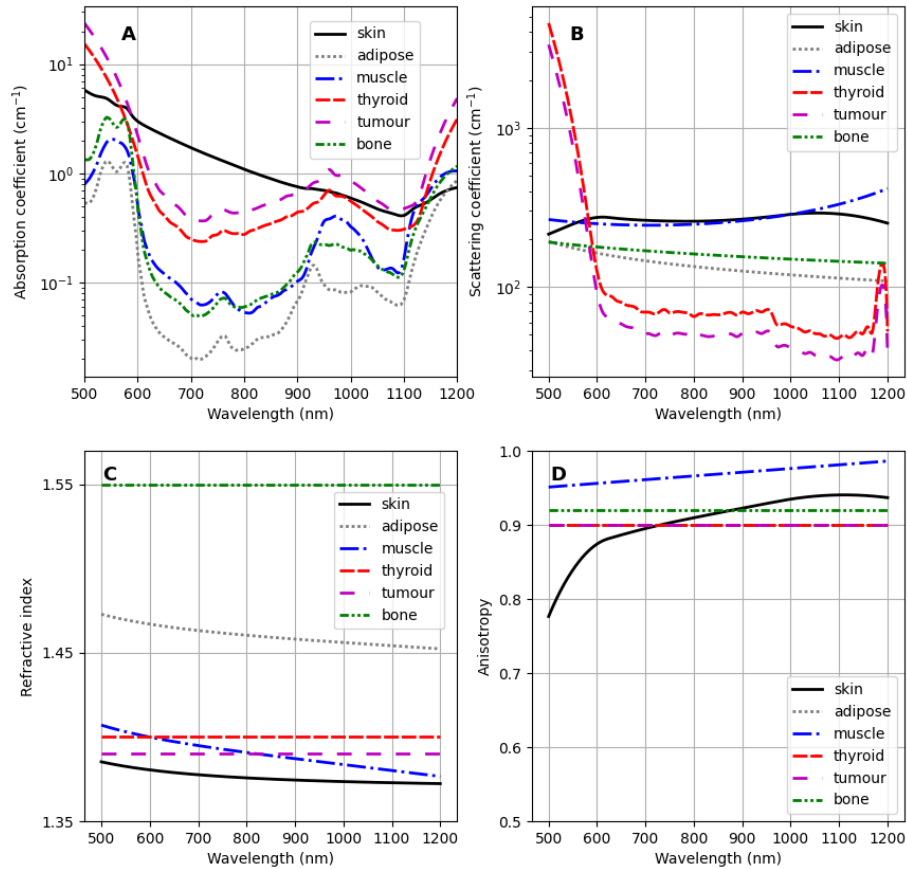 A
skin
adipose
muscle
thyroid
tumour
bone
Absorption coefficient (cm⁻¹)
10¹
10⁰
10⁻¹
500 600 700 800 900 1000 1100 1200
Wavelength (nm)
B
skin
adipose
muscle
thyroid
tumour
bone
Scattering coefficient (cm⁻¹)
10³
10²
500 600 700 800 900 1000 1100 1200
Wavelength (nm)
C
skin
adipose
muscle
thyroid
tumour
bone
Refractive index
1.55
1.45
1.35
500 600 700 800 900 1000 1100 1200
Wavelength (nm)
D
Anisotropy
1.0
0.9
0.8
0.7
0.6
0.5
skin
adipose
muscle
thyroid
tumour
bone
500 600 700 800 900 1000 1100 1200
Wavelength (nm)